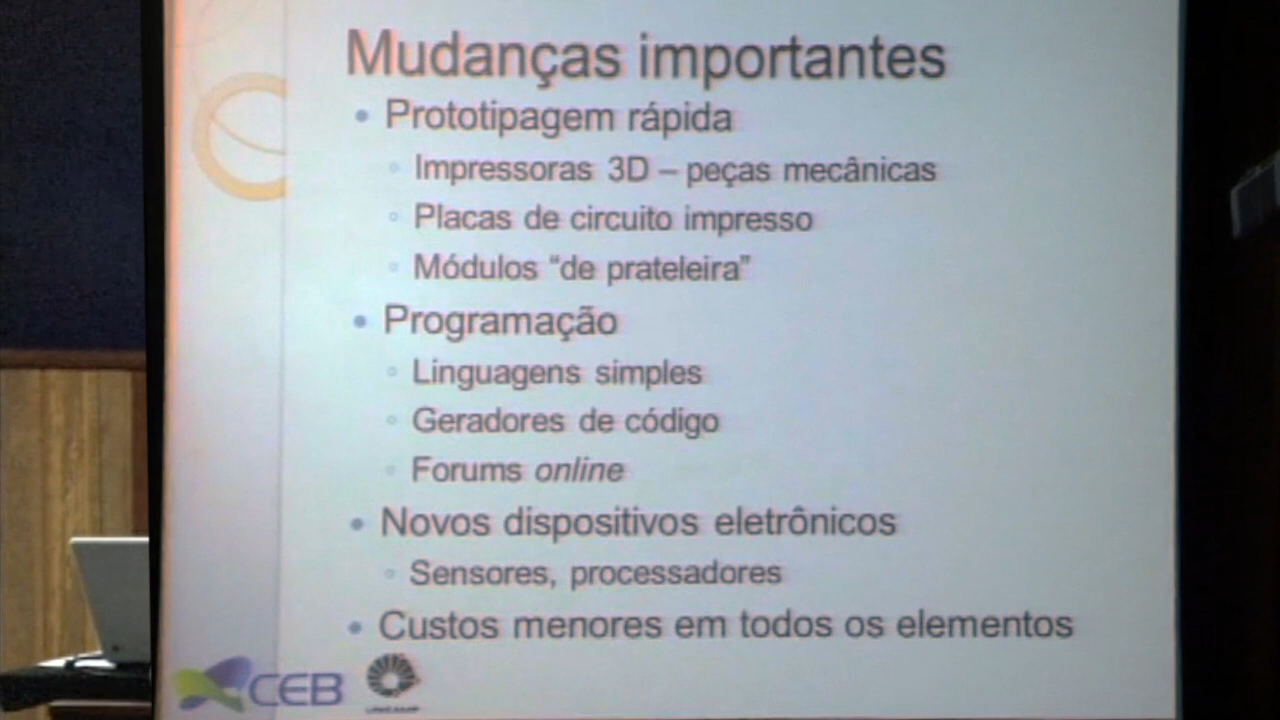 Mudanças importantes
• Prototipagem rápida
◦ Impressoras 3D – peças mecânicas
◦ Placas de circuito impresso
◦ Módulos “de prateleira”
• Programação
◦ Linguagens simples
◦ Geradores de código
◦ Forums online
• Novos dispositivos eletrônicos
◦ Sensores, processadores
• Custos menores em todos os elementos
CEB
UNICAMP